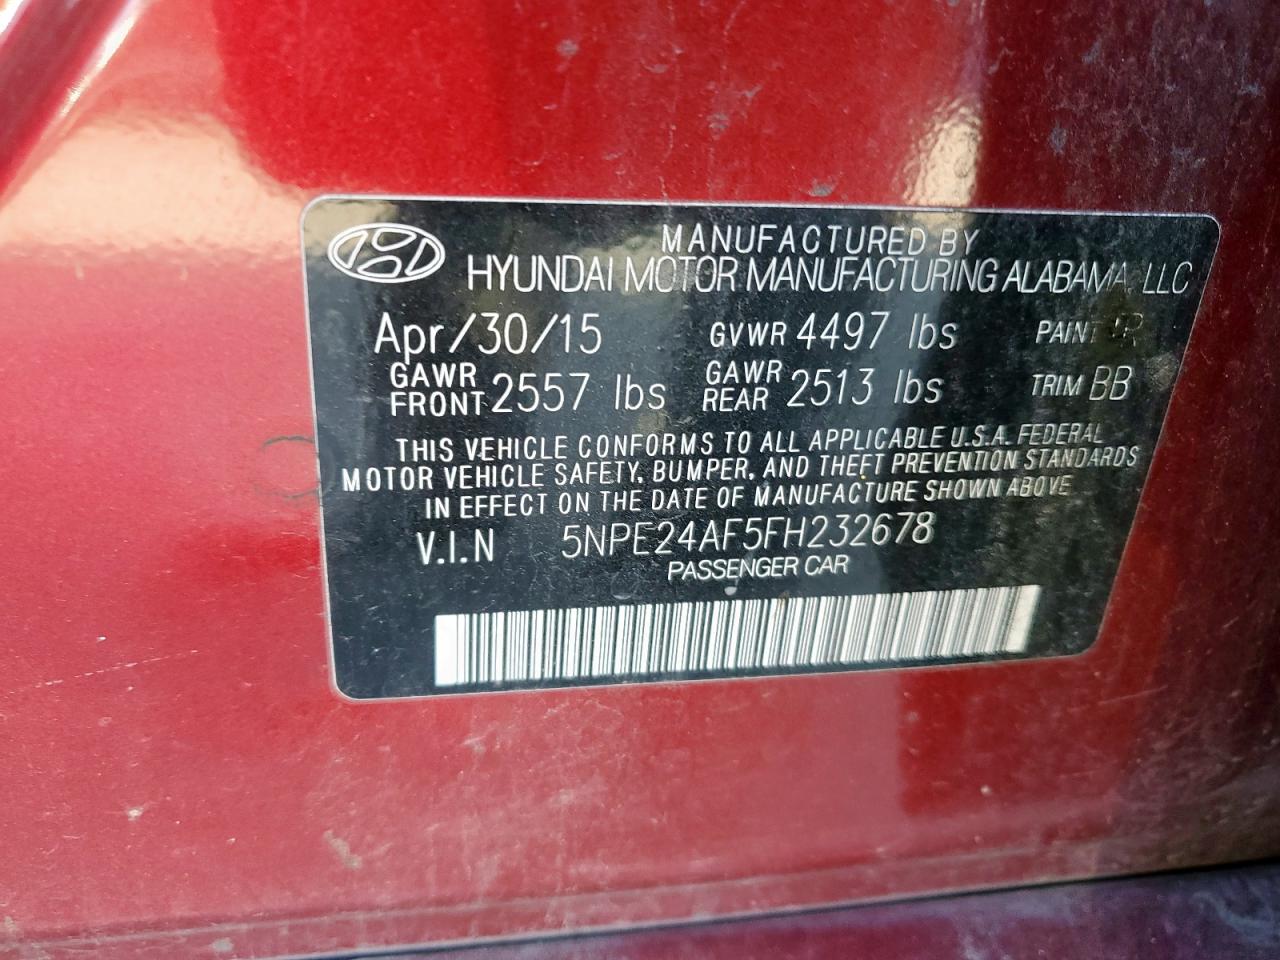 MANUFACTURED BY
HYUNDAI MOTOR MANUFACTURING ALABAMA, LLC
Apr/30/15 GVWR 4497 lbs PAINT
GAWR FRONT 2557 lbs GAWR REAR 2513 lbs TRIM BB
THIS VEHICLE CONFORMS TO ALL APPLICABLE U.S.A. FEDERAL
MOTOR VEHICLE SAFETY, BUMPER, AND THEFT PREVENTION STANDARDS
IN EFFECT ON THE DATE OF MANUFACTURE SHOWN ABOVE
V.I.N 5NPE24AF5FH232678
PASSENGER CAR